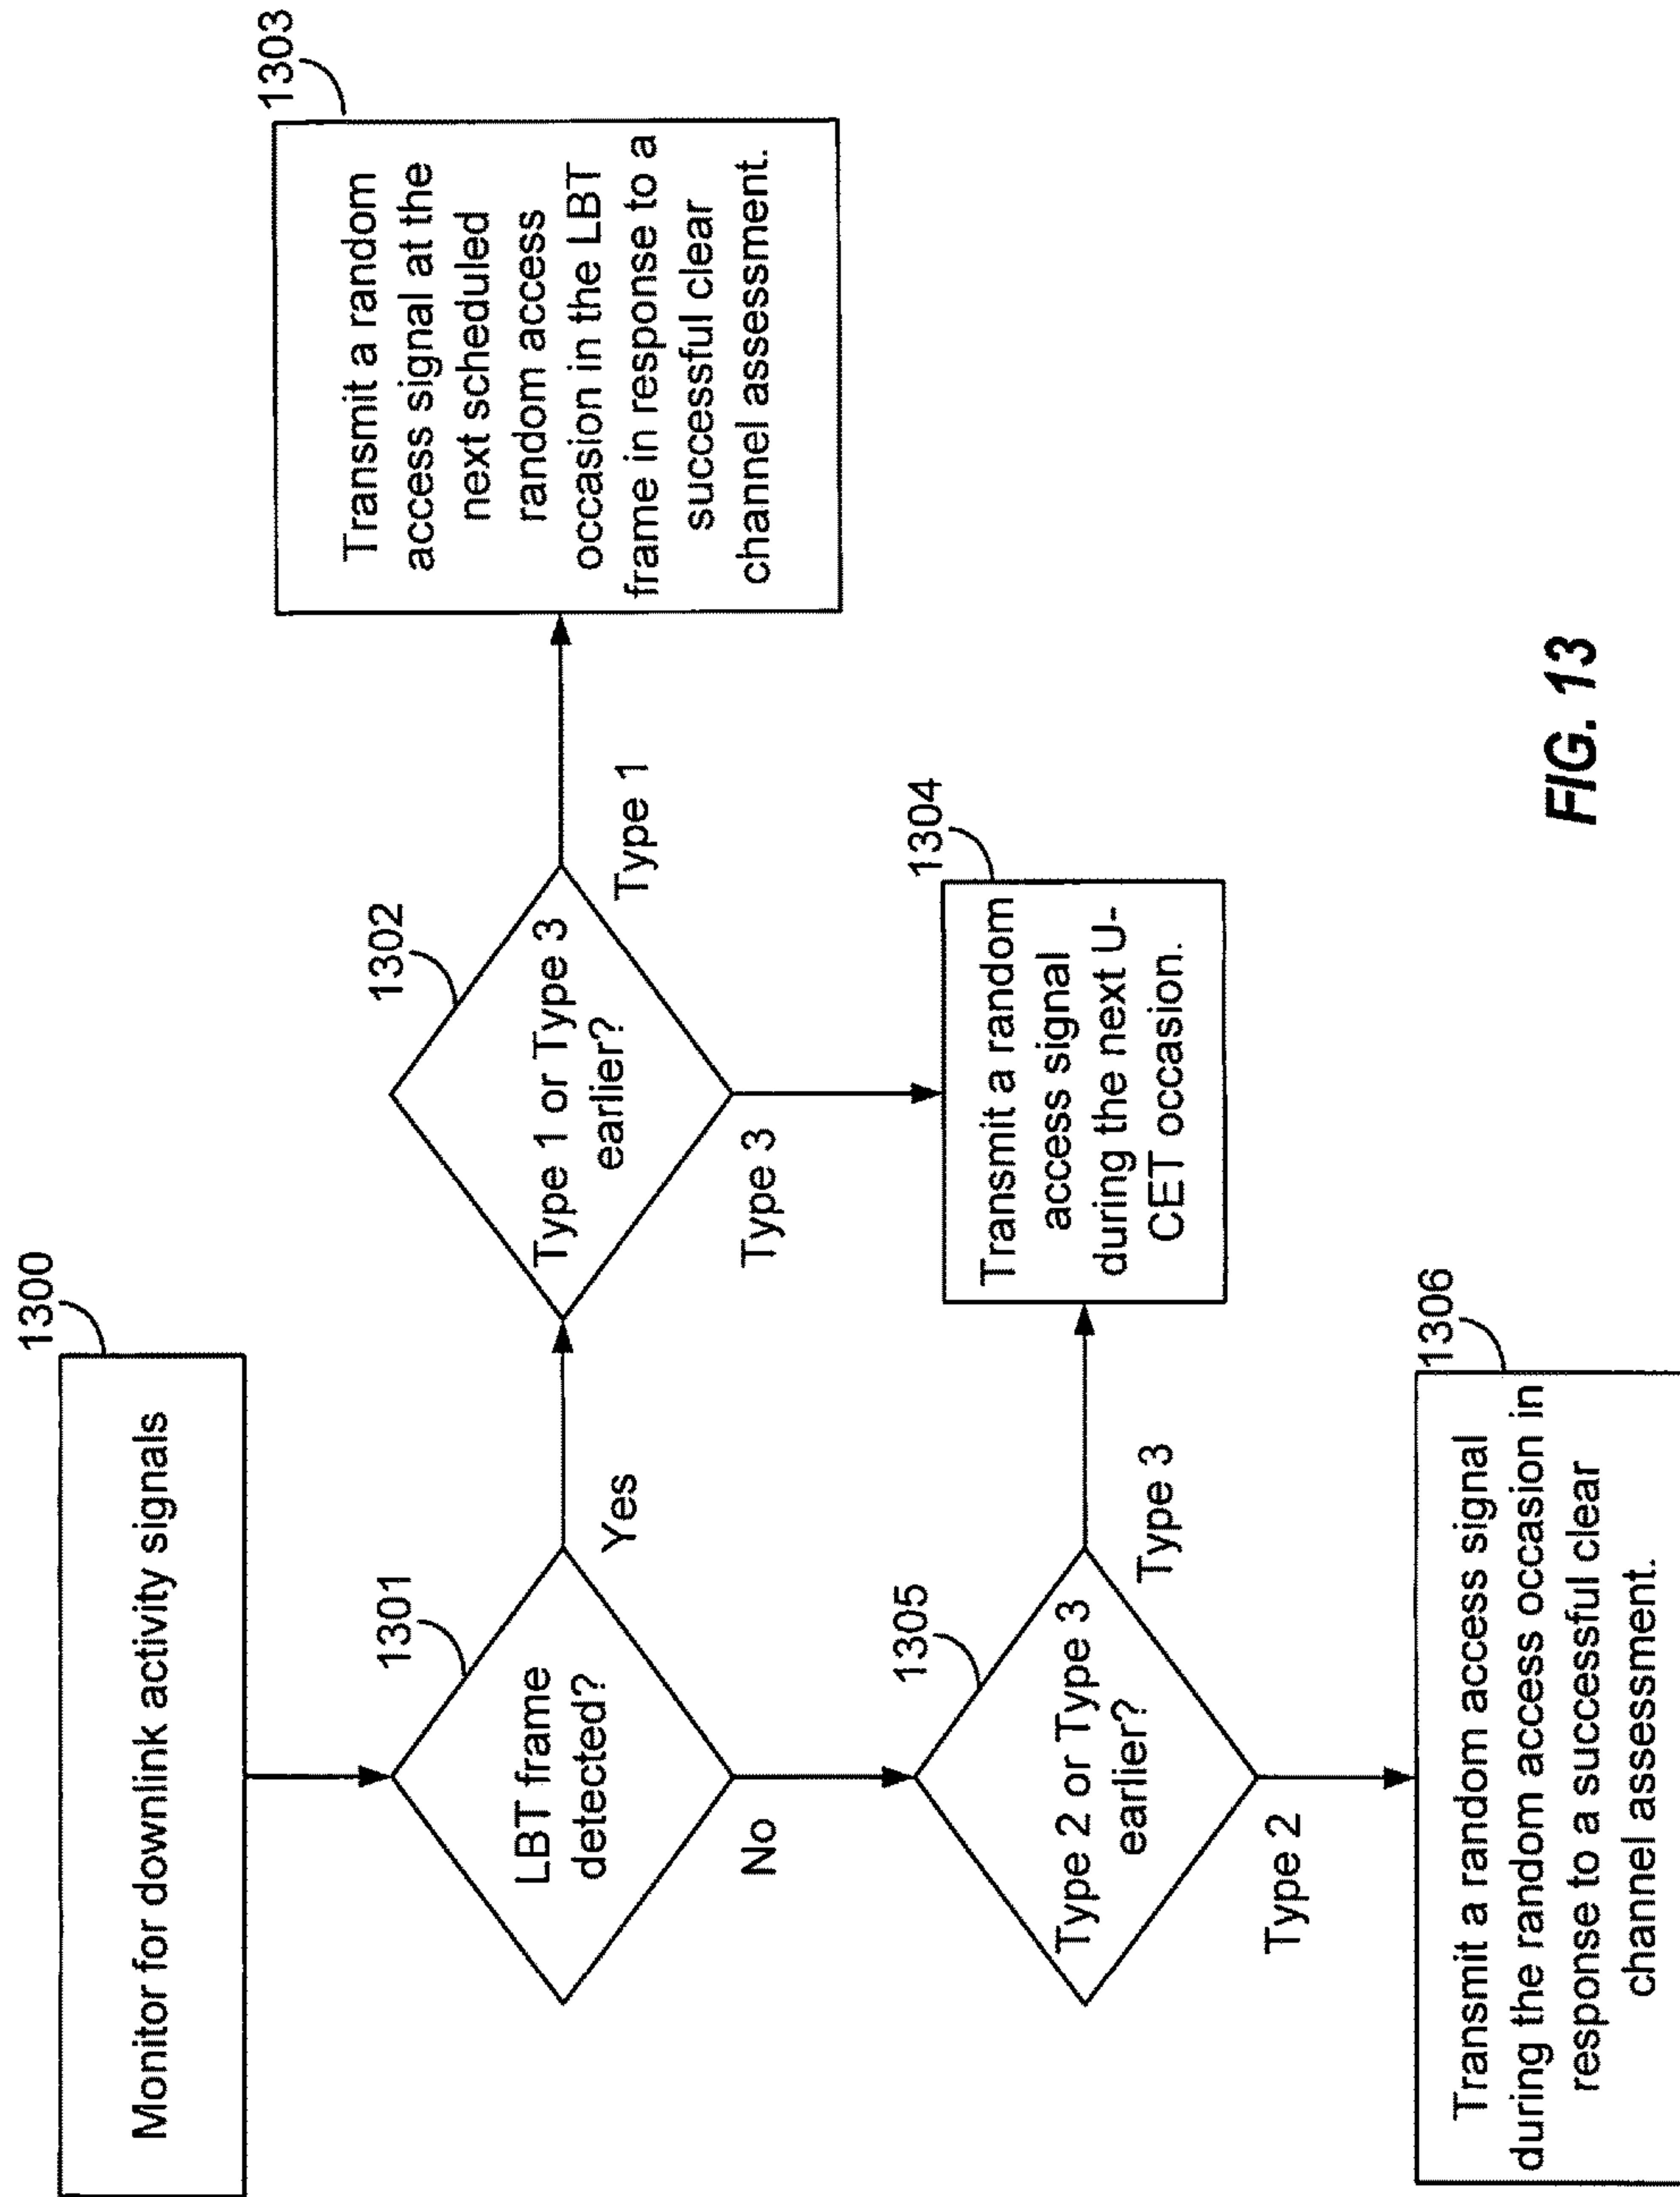 1300
Monitor for downlink activity signals
1301
LBT frame
detected?
Yes
No
1302
Type 1 or Type 3
earlier?
Type 1
Type 3
1303
Transmit a random
access signal at the
next scheduled
random access
occasion in the LBT
frame in response to a
successful clear
channel assessment.
1304
Transmit a random
access signal
during the next U-
CET occasion.
1305
Type 2 or Type 3
earlier?
Type 3
Type 2
1306
Transmit a random access signal
during the random access occasion in
response to a successful clear
channel assessment.
FIG. 13